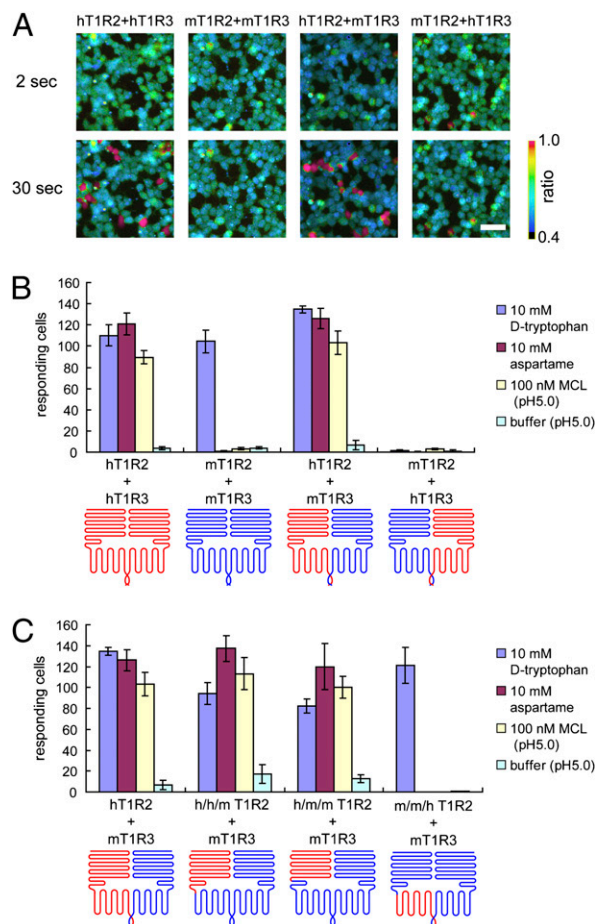 A
hT1R2+hT1R3 mT1R2+mT1R3 hT1R2+mT1R3 mT1R2+hT1R3
2 sec
30 sec
1.0
ratio
0.4
B
responding cells
160
140
120
100
80
60
40
20
0
10 mM
D-tryptophan
10 mM
aspartame
100 nM MCL
(pH5.0)
buffer (pH5.0)
hT1R2 mT1R2 hT1R2 mT1R2
+ + + +
hT1R3 mT1R3 mT1R3 hT1R3
C
responding cells
160
140
120
100
80
60
40
20
0
10 mM
D-tryptophan
10 mM
aspartame
100 nM MCL
(pH5.0)
buffer (pH5.0)
hT1R2 h/h/m T1R2 h/m/m T1R2 m/m/h T1R2
+ + + +
mT1R3 mT1R3 mT1R3 mT1R3